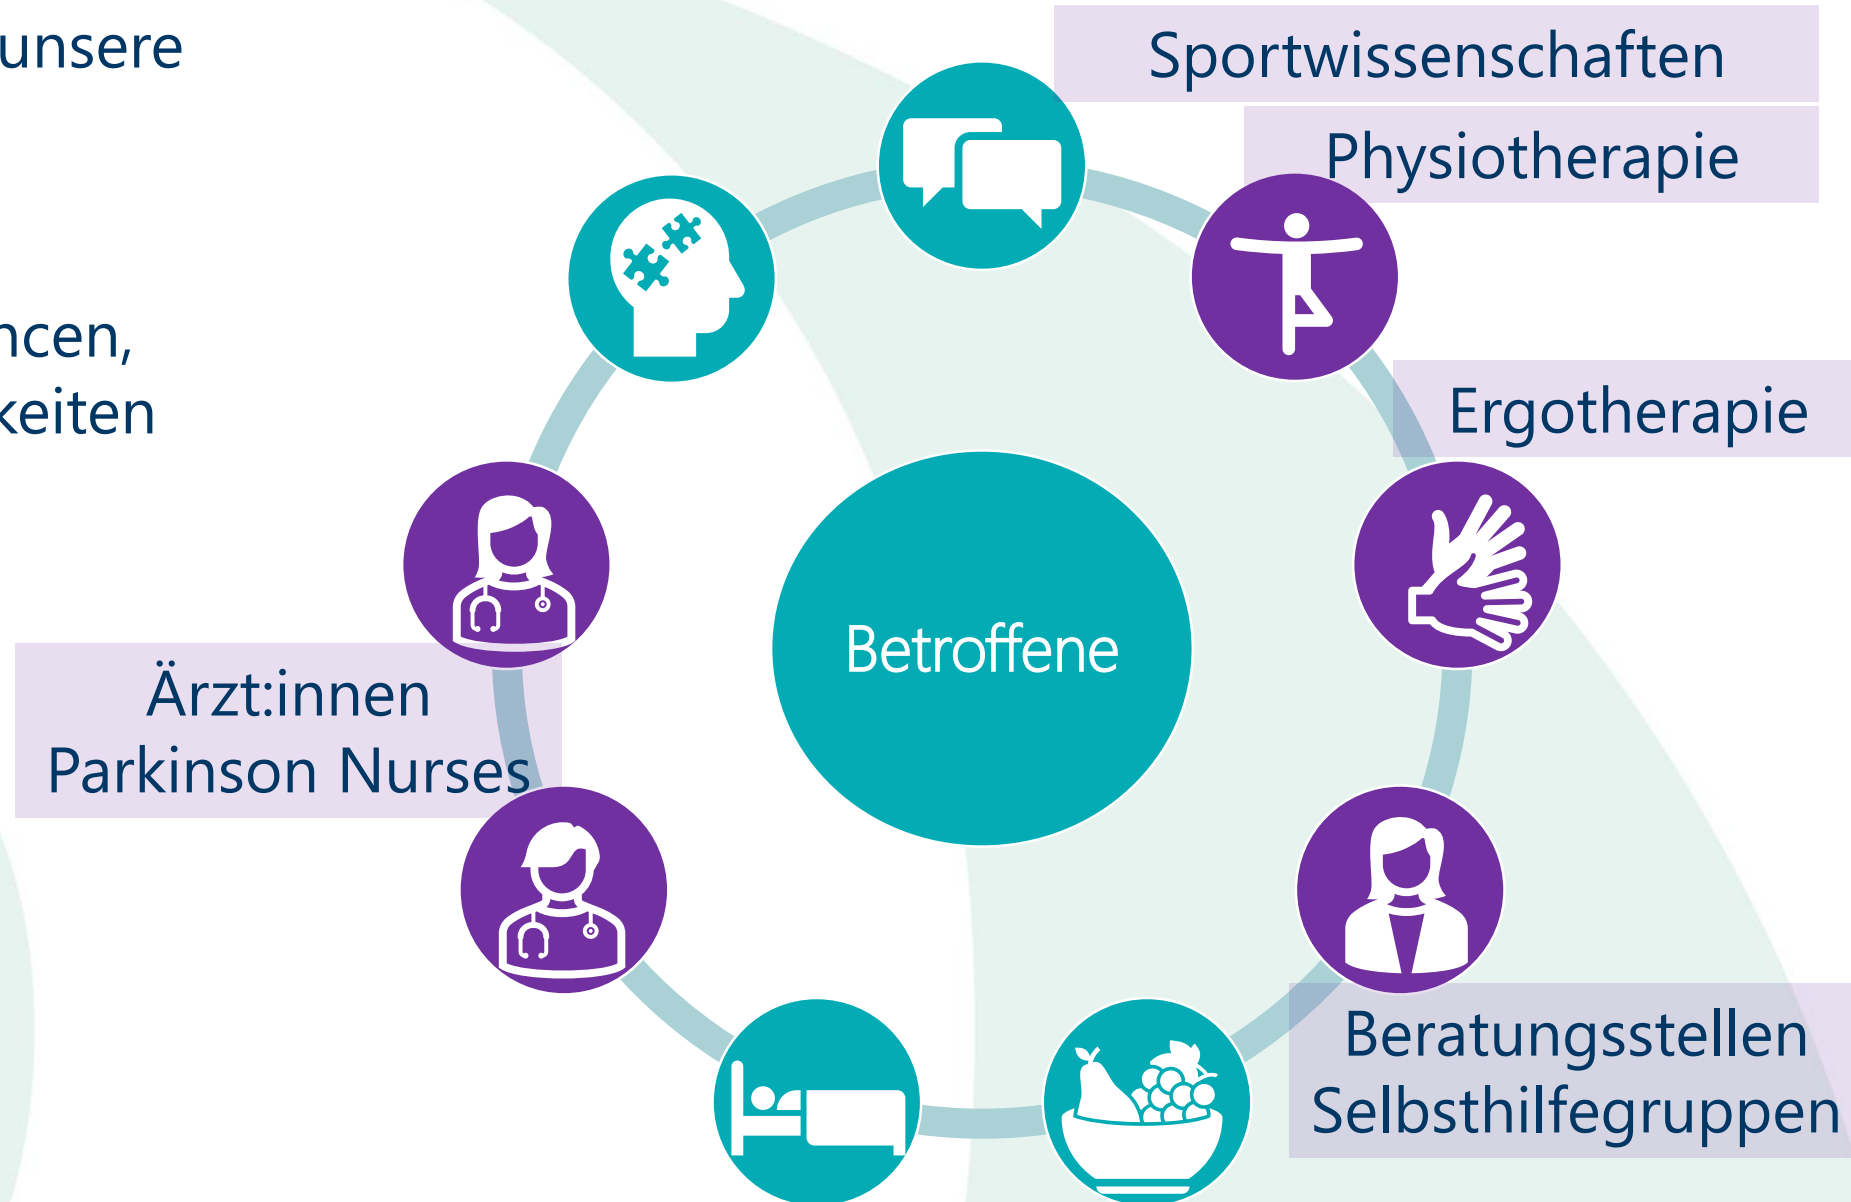 unsere
ncen,
keiten
Sportwissenschaften
Physiotherapie
Ergotherapie
Betroffene
Ärzt:innen
Parkinson Nurses
Beratungsstellen
Selbsthilfegruppen